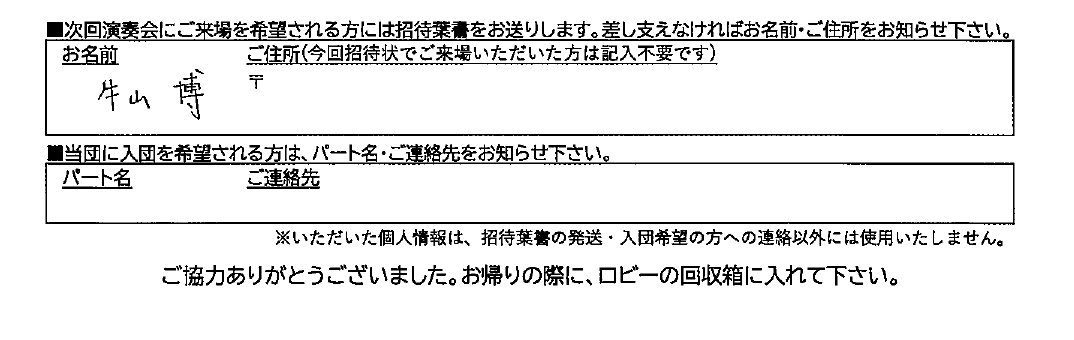 ■次回演奏会にご来場を希望される方には招待葉書をお送りします。差し支えなければお名前・ご住所をお知らせ下さい。
お名前 ご住所(今回招待状でご来場いただいた方は記入不要です)
〒
牛山 博
■当団に入団を希望される方は、パート名・ご連絡先をお知らせ下さい。
パート名 ご連絡先
※いただいた個人情報は、招待葉書の発送・入団希望の方への連絡以外には使用いたしません。
ご協力ありがとうございました。お帰りの際に、ロビーの回収箱に入れて下さい。